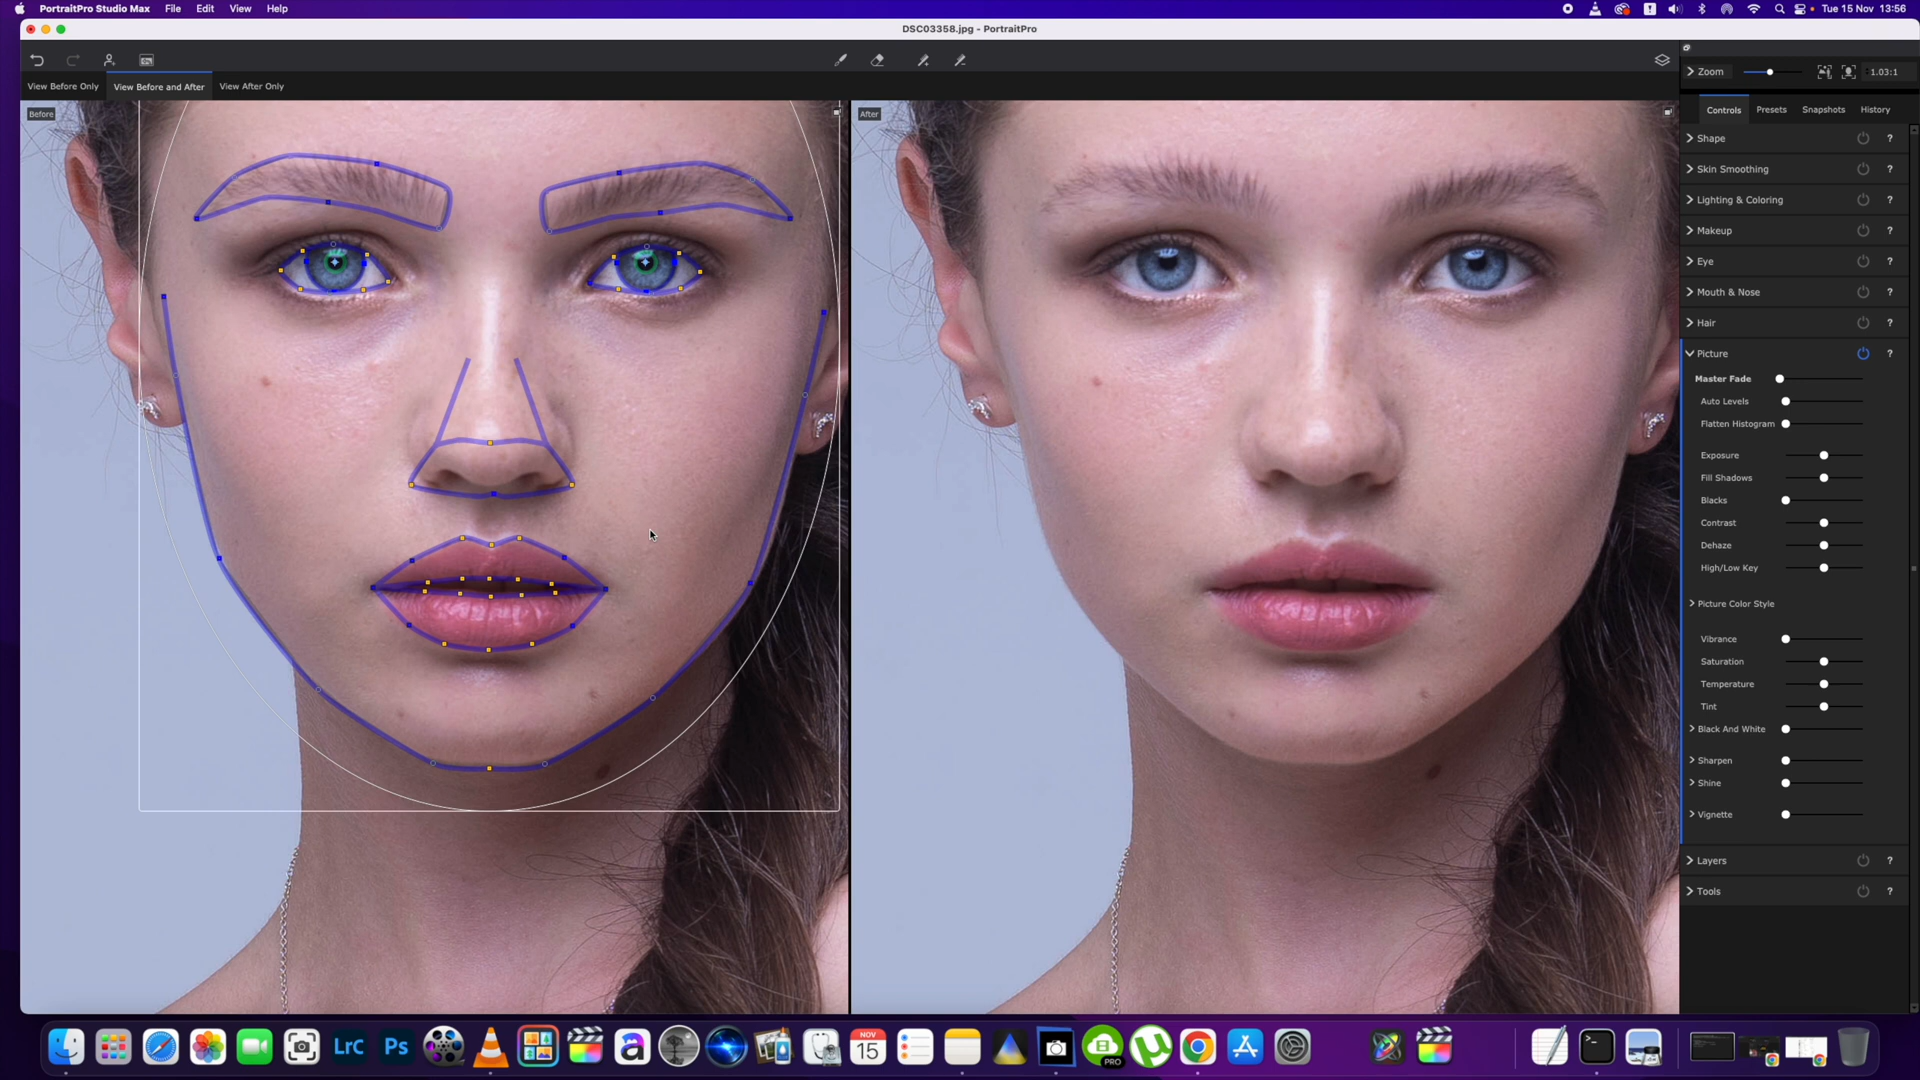 PortraitPro Studio Max File Edit View Help Tue 15 Nov 13:56
DSC03358.jpg - PortraitPro
View Before Only View Before and After View After Only
Zoom 1.03:1
Before
After
Controls Presets Snapshots History
Shape ?
Skin Smoothing ?
Lighting & Coloring ?
Makeup ?
Eye ?
Mouth & Nose ?
Hair ?
Picture ?
Master Fade
Auto Levels
Flatten Histogram
Exposure
Fill Shadows
Blacks
Contrast
Dehaze
High/Low Key
Picture Color Style
Vibrance
Saturation
Temperature
Tint
Black And White
Sharpen
Shine
Vignette
Layers ?
Tools ?
LrC Ps a NOV 15 PRO